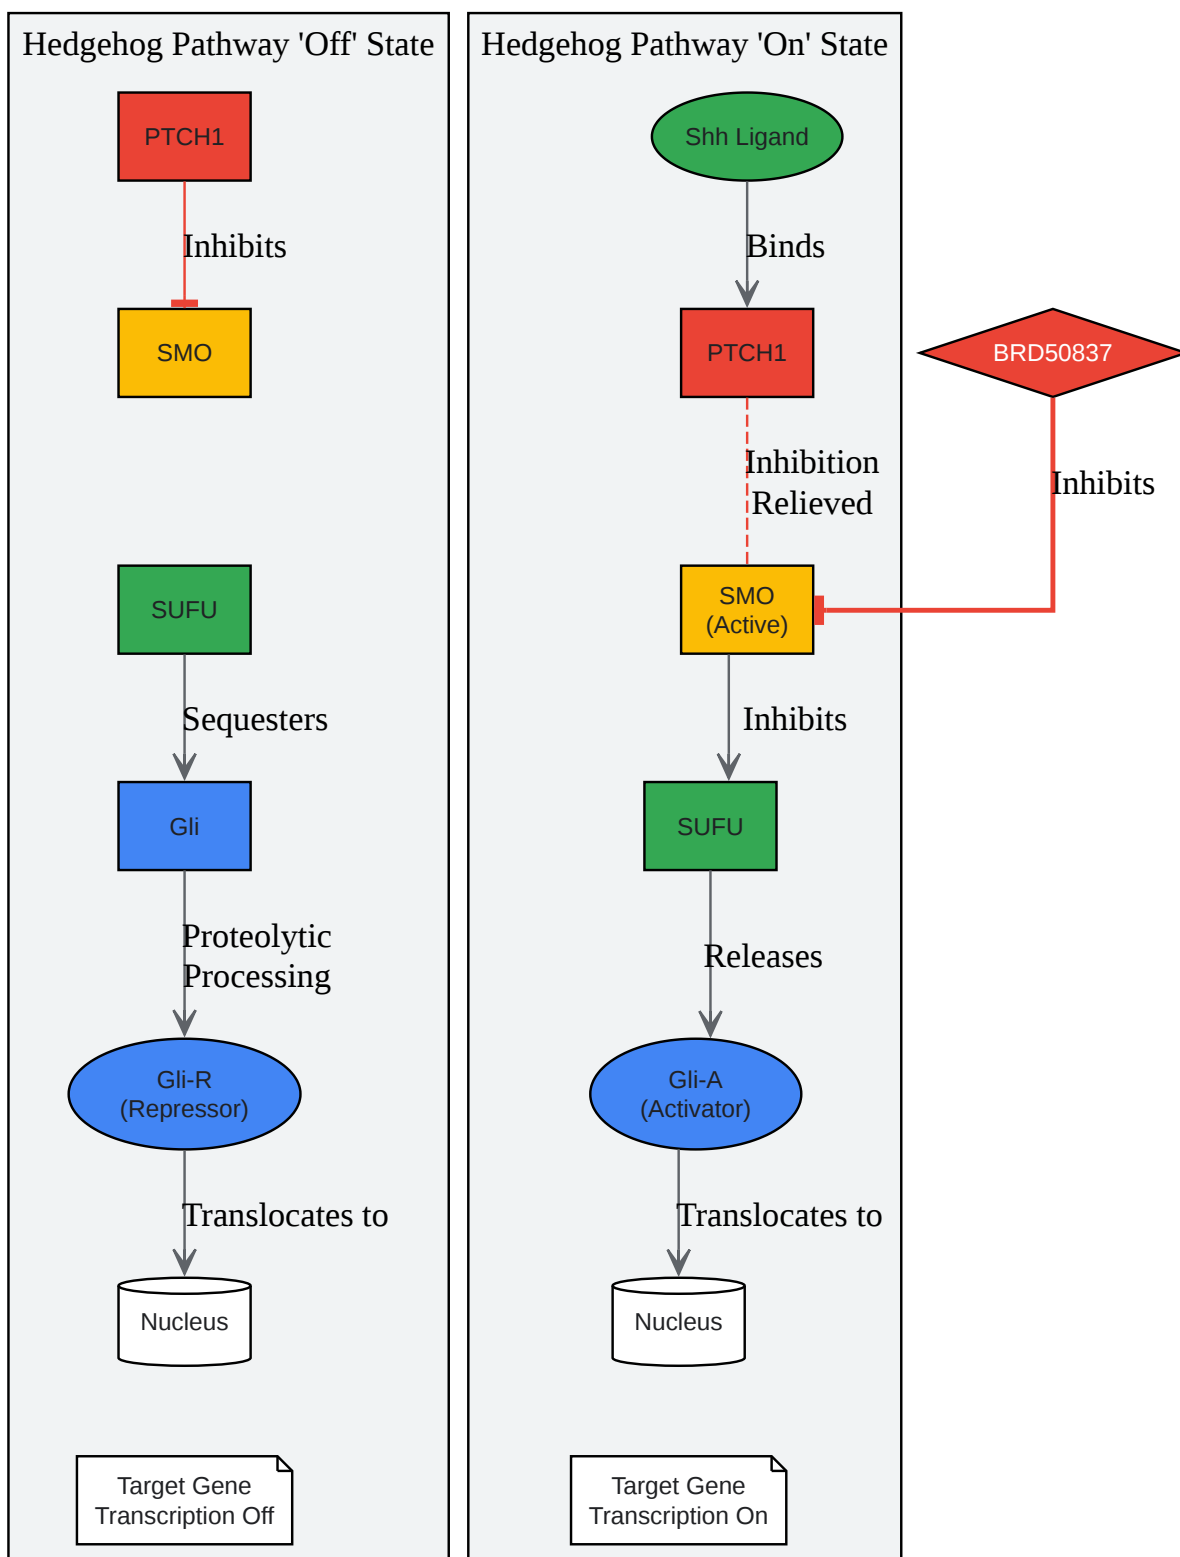 Hedgehog Pathway 'Off' State
PTCH1
Inhibits
SMO
SUFU
Sequesters
Gli
Proteolytic
Processing
Gli-R
(Repressor)
Translocates to
Nucleus
Target Gene
Transcription Off
Hedgehog Pathway 'On' State
Shh Ligand
Binds
PTCH1
Inhibition
Relieved
SMO
(Active)
Inhibits
SUFU
Releases
Gli-A
(Activator)
Translocates to
Nucleus
Target Gene
Transcription On
BRD50837
Inhibits